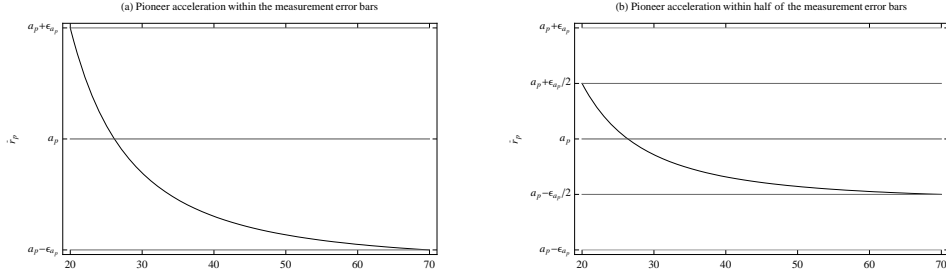 (a) Pioneer acceleration within the measurement error bars
a_p+ϵ_{a_p}
a_p
a_p−ϵ_{a_p}
r̈_p
20 30 40 50 60 70
(b) Pioneer acceleration within half of the measurement error bars
a_p+ϵ_{a_p}
a_p+ϵ_{a_p}/2
a_p
a_p−ϵ_{a_p}/2
a_p−ϵ_{a_p}
r̈_p
20 30 40 50 60 70